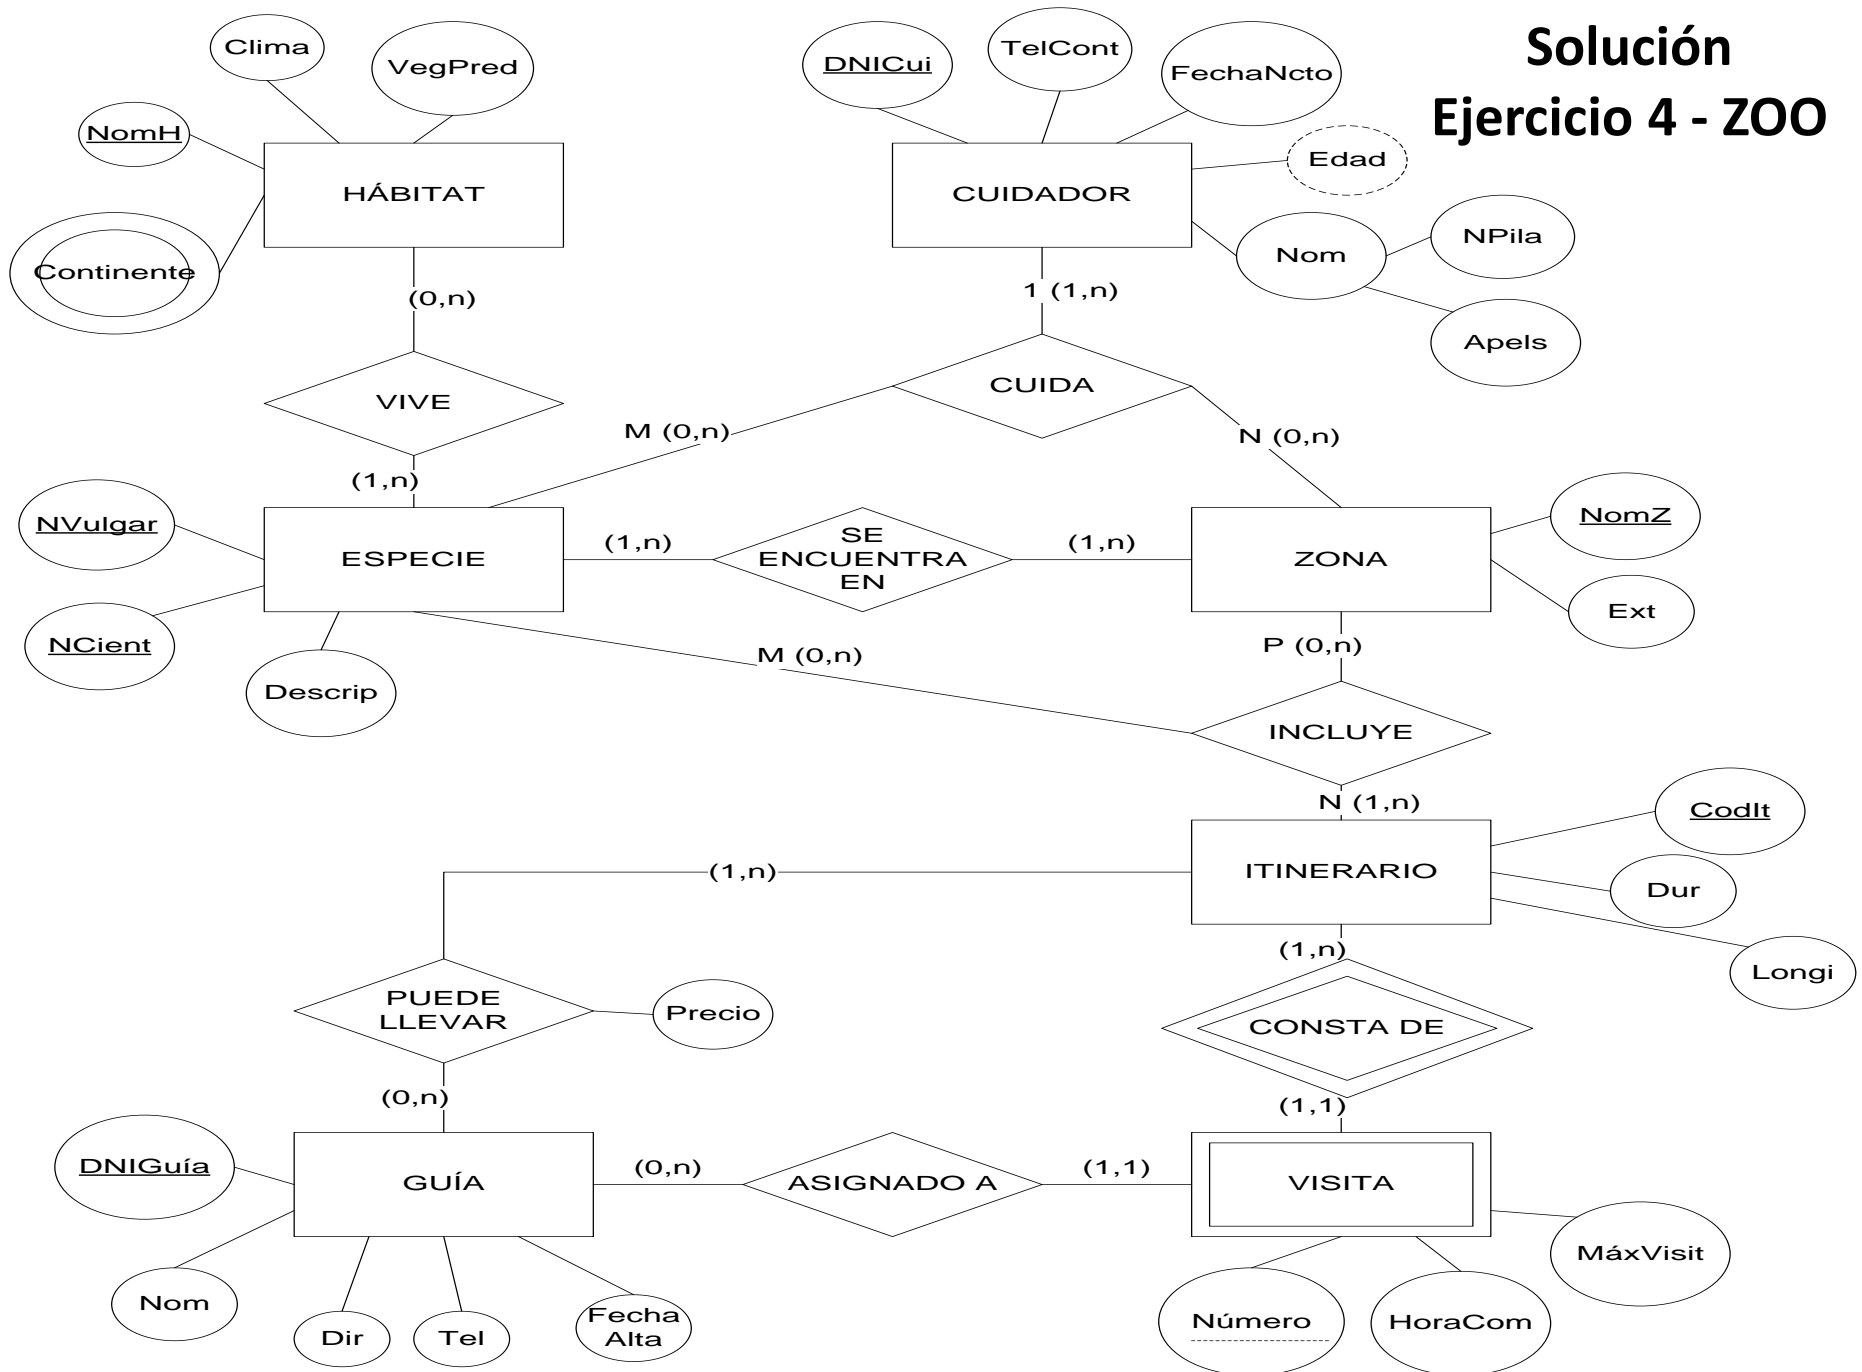 Solución
Ejercicio 4 - ZOO
Clima
VegPred
NomH
Continente
HÁBITAT
DNICui
TelCont
FechaNcto
Edad
CUIDADOR
Nom
NPila
Apels
(0,n)
1 (1,n)
VIVE
CUIDA
M (0,n)
N (0,n)
(1,n)
NVulgar
NCient
Descrip
ESPECIE
(1,n)
SE
ENCUENTRA
EN
(1,n)
ZONA
NomZ
Ext
M (0,n)
P (0,n)
INCLUYE
N (1,n)
CodIt
Dur
Longi
ITINERARIO
(1,n)
(1,n)
PUEDE
LLEVAR
Precio
CONSTA DE
(0,n)
(1,1)
DNIGuía
GUÍA
(0,n)
ASIGNADO A
(1,1)
VISITA
MáxVisit
Nom
Dir
Tel
Fecha
Alta
Número
HoraCom